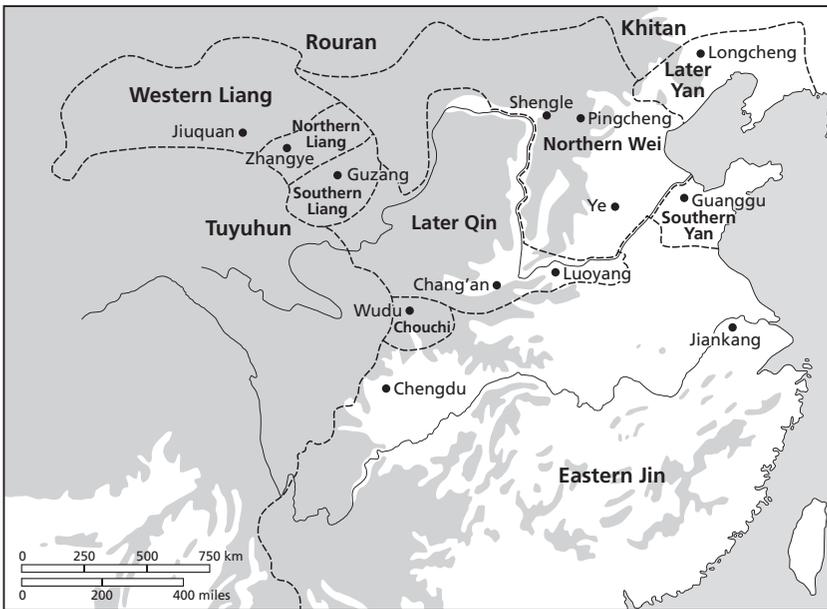 Khitan
Rouran
Longcheng
Later
Yan
Western Liang
Shengle
Pingcheng
Northern
Liang
Jiuquan
Northern Wei
Zhangye
Guzang
Southern
Liang
Guanggu
Ye
Southern
Yan
Later Qin
Tuyuhun
Luoyang
Chang'an
Wudu
Chouchi
Jiankang
Chengdu
Eastern Jin
0 250 500 750 km
0 200 400 miles